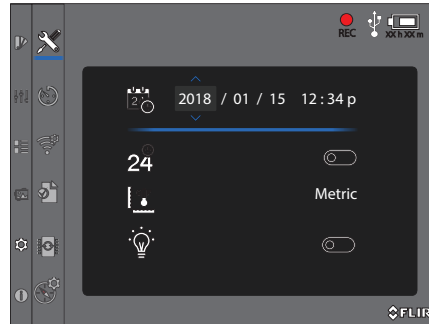 REC
XX h XX m
2018 / 01 / 15 12 : 34 p
24
Metric
FLIR